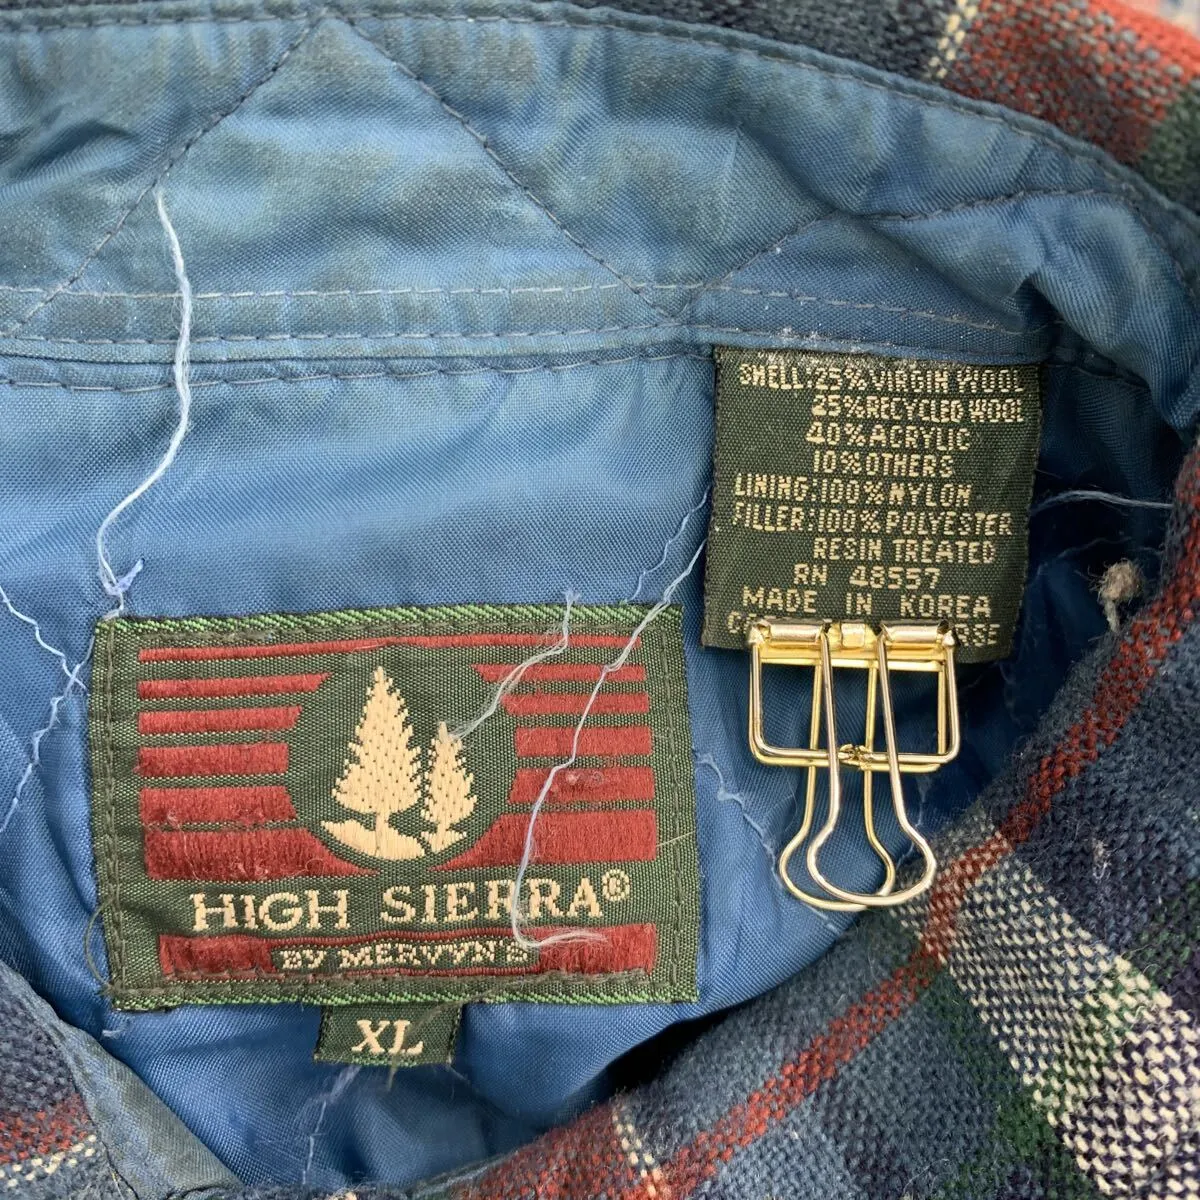 SWELL:25%VIRGIN WOOL
25%RECYCLED WOOL
40%ACRYLIC
10%OTHERS
LINING:100%NYLON
FILLER:100%POLYESTER
RESIN TREATED
RN 48557
MADE IN KOREA
HIGH SIERRA®
BY MERVYN'S
XL